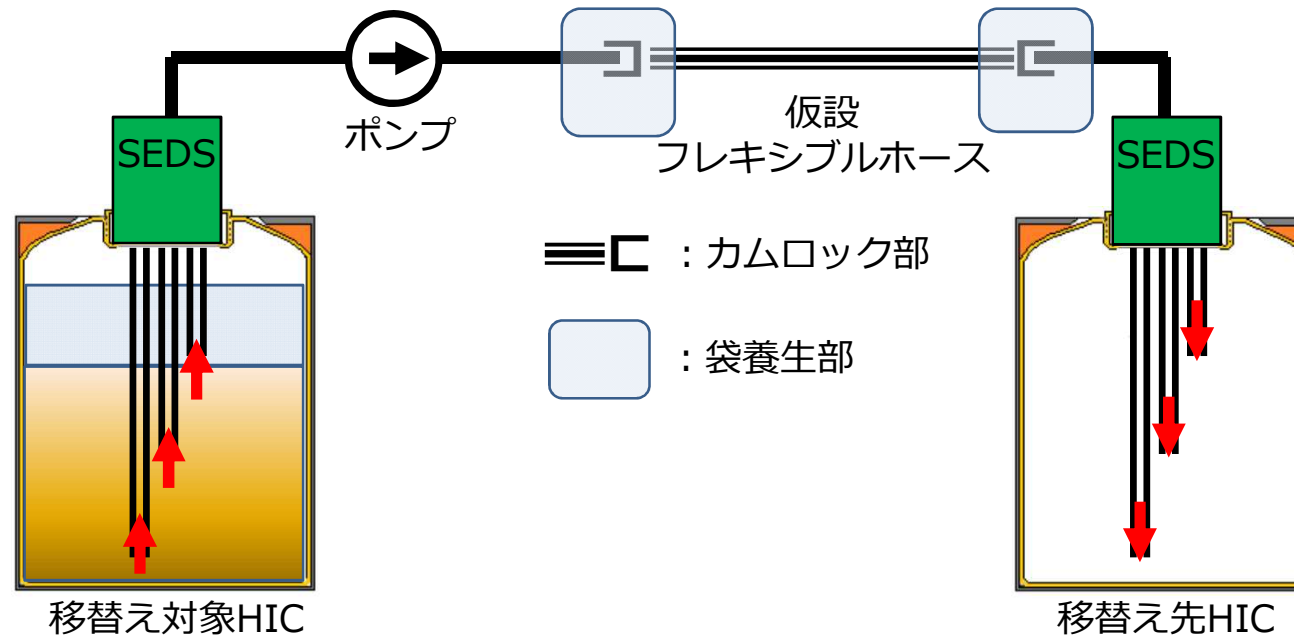 ポンプ
仮設
フレキシブルホース
SEDS
SEDS
：カムロック部
：袋養生部
移替え対象HIC
移替え先HIC